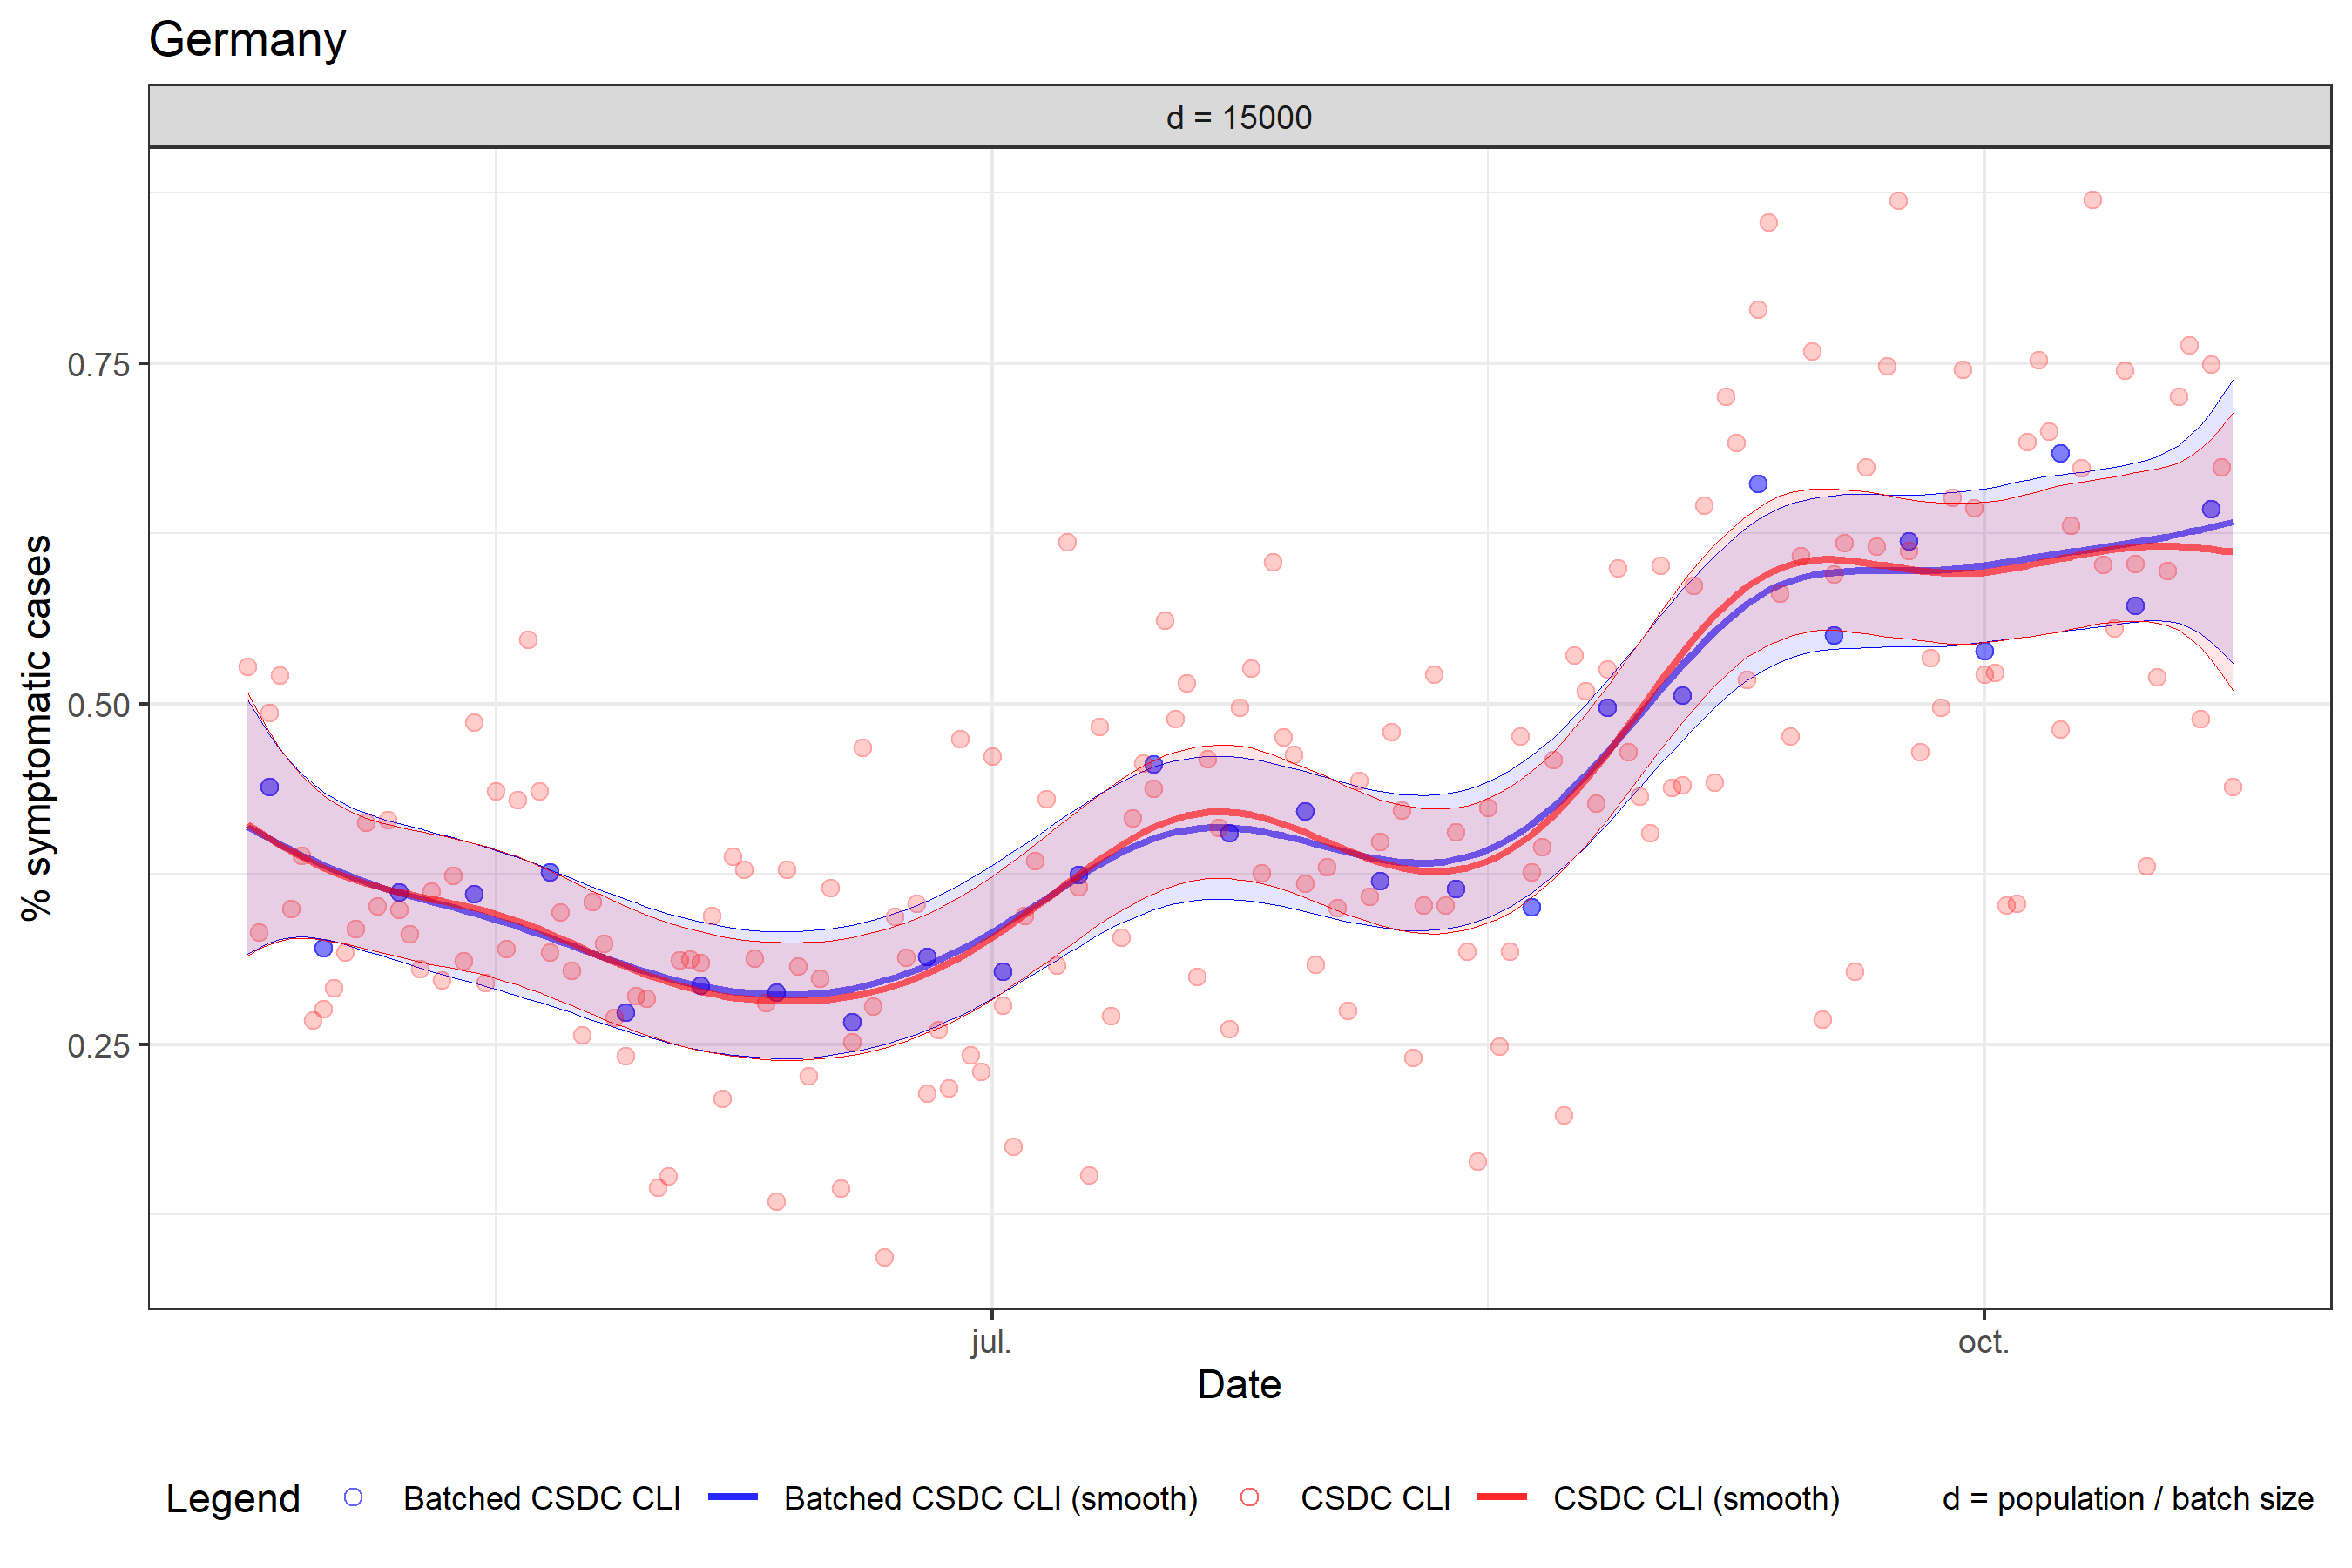 Germany
d = 15000
% symptomatic cases
0.75
0.50
0.25
jul.
oct.
Date
Legend
Batched CSDC CLI
Batched CSDC CLI (smooth)
CSDC CLI
CSDC CLI (smooth)
d = population / batch size